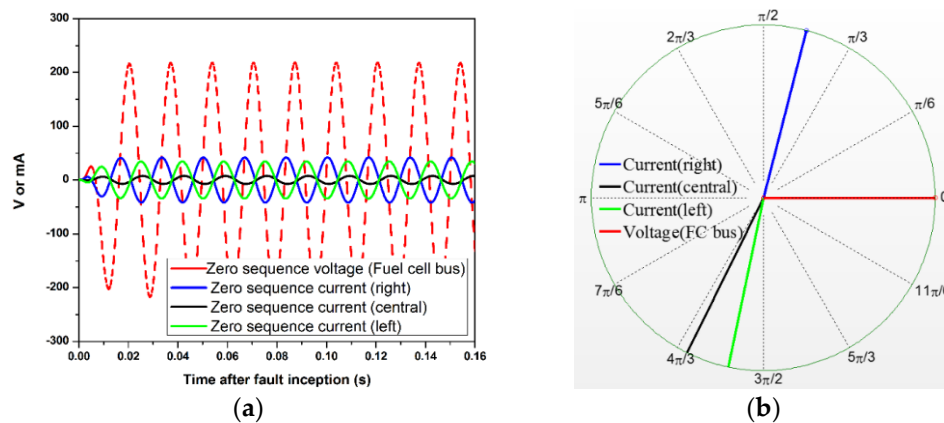 300
200
100
0
-100
-200
-300
V or mA
Zero sequence voltage (Fuel cell bus)
Zero sequence current (right)
Zero sequence current (central)
Zero sequence current (left)
0.00 0.02 0.04 0.06 0.08 0.10 0.12 0.14 0.16
Time after fault inception (s)
(a)
π/2
2π/3 π/3
5π/6 π/6
Current(right)
Current(central)
π 0
Current(left)
Voltage(FC bus)
7π/6 11π/6
4π/3 5π/3
3π/2
(b)